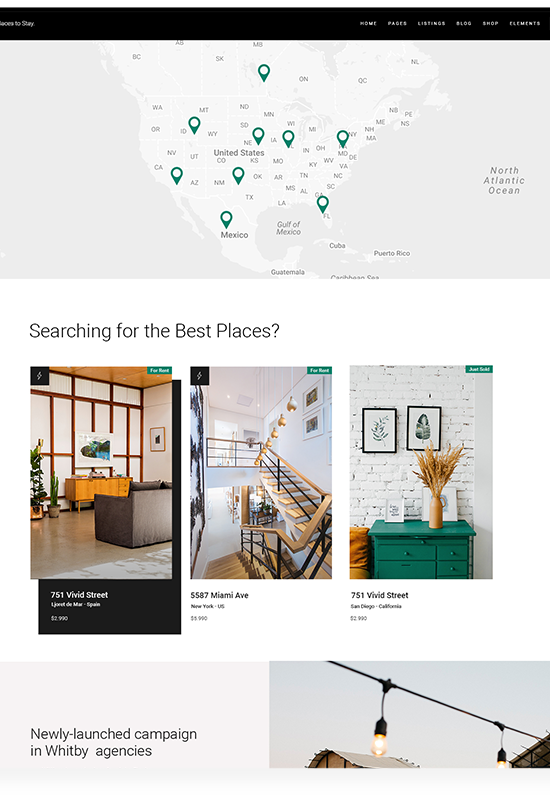 laces to Stay.
HOME PAGES LISTINGS BLOG SHOP ELEMENTS
AB
MB
BC
SK
NL
ON
QC
WA
MT
ND
MN
NB
PE
OR
ID
WY
SD
WI
MI
ME
NS
NH
NY
MA
NV
UT
NE
IA
IL
IN
OH
PA
MD
DE
United States
CO
KS
MO
KY
WV
VA
CA
AZ
NM
OK
AR
TN
NC
SC
MS
AL
GA
TX
LA
FL
North
Atlantic
Ocean
Gulf of
Mexico
Mexico
Cuba
Puerto Rico
Guatemala
Caribbean Sea
Searching for the Best Places?
For Rent
For Rent
Just Sold
751 Vivid Street
Ljoret de Mar - Spain
$2.990
5587 Miami Ave
New York - US
$5.990
751 Vivid Street
San Diego - California
$2.990
Newly-launched campaign
in Whitby agencies